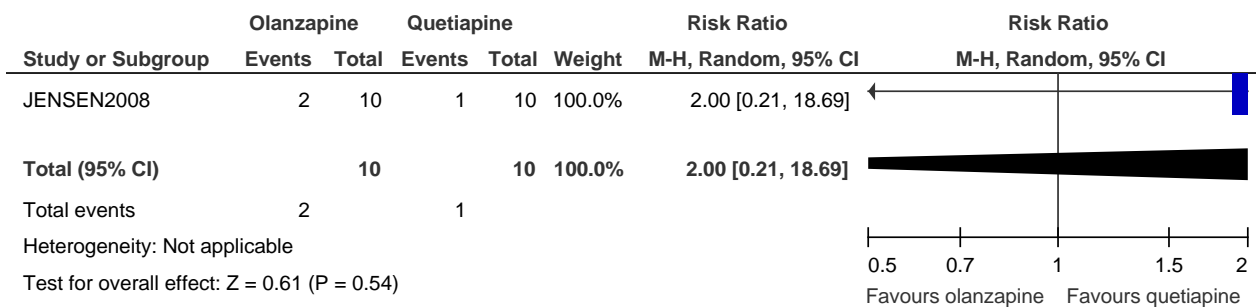 Olanzapine Quetiapine Risk Ratio Risk Ratio
Study or Subgroup Events Total Events Total Weight M-H, Random, 95% CI M-H, Random, 95% CI
JENSEN2008 2 10 1 10 100.0% 2.00 [0.21, 18.69]
Total (95% CI) 10 10 100.0% 2.00 [0.21, 18.69]
Total events 2 1
Heterogeneity: Not applicable
Test for overall effect: Z = 0.61 (P = 0.54)
0.5 0.7 1 1.5 2
Favours olanzapine Favours quetiapine